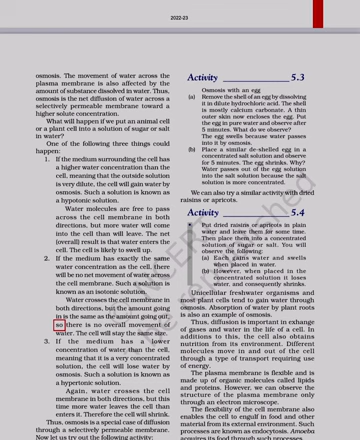 2022-23
osmosis. The movement of water across the
plasma membrane is also affected by the
amount of substance dissolved in water. Thus,
osmosis is the net diffusion of water across a
selectively permeable membrane toward a
higher solute concentration.
What will happen if we put an animal cell
or a plant cell into a solution of sugar or salt
in water?
One of the following three things could
happen:
1. If the medium surrounding the cell has
a higher water concentration than the
cell, meaning that the outside solution
is very dilute, the cell will gain water by
osmosis. Such a solution is known as
a hypotonic solution.
Water molecules are free to pass
across the cell membrane in both
directions, but more water will come
into the cell than will leave. The net
(overall) result is that water enters the
cell. The cell is likely to swell up.
2. If the medium has exactly the same
water concentration as the cell, there
will be no net movement of water across
the cell membrane. Such a solution is
known as an isotonic solution.
Water crosses the cell membrane in
both directions, but the amount going
in is the same as the amount going out,
so there is no overall movement of
water. The cell will stay the same size.
3. If the medium has a lower
concentration of water than the cell,
meaning that it is a very concentrated
solution, the cell will lose water by
osmosis. Such a solution is known as
a hypertonic solution.
Again, water crosses the cell
membrane in both directions, but this
time more water leaves the cell than
enters it. Therefore the cell will shrink.
Thus, osmosis is a special case of diffusion
through a selectively permeable membrane.
Now let us try out the following activity:
Activity 5.3
Osmosis with an egg
(a) Remove the shell of an egg by dissolving
it in dilute hydrochloric acid. The shell
is mostly calcium carbonate. A thin
outer skin now encloses the egg. Put
the egg in pure water and observe after
5 minutes. What do we observe?
The egg swells because water passes
into it by osmosis.
(b) Place a similar de-shelled egg in a
concentrated salt solution and observe
for 5 minutes. The egg shrinks. Why?
Water passes out of the egg solution
into the salt solution because the salt
solution is more concentrated.
We can also try a similar activity with dried
raisins or apricots.
Activity 5.4
• Put dried raisins or apricots in plain
water and leave them for some time.
Then place them into a concentrated
solution of sugar or salt. You will
observe the following:
(a) Each gains water and swells
when placed in water.
(b) However, when placed in the
concentrated solution it loses
water, and consequently shrinks.
Unicellular freshwater organisms and
most plant cells tend to gain water through
osmosis. Absorption of water by plant roots
is also an example of osmosis.
Thus, diffusion is important in exchange
of gases and water in the life of a cell. In
additions to this, the cell also obtains
nutrition from its environment. Different
molecules move in and out of the cell
through a type of transport requiring use
of energy.
The plasma membrane is flexible and is
made up of organic molecules called lipids
and proteins. However, we can observe the
structure of the plasma membrane only
through an electron microscope.
The flexibility of the cell membrane also
enables the cell to engulf in food and other
material from its external environment. Such
processes are known as endocytosis. Amoeba
acquires its food through such processes.